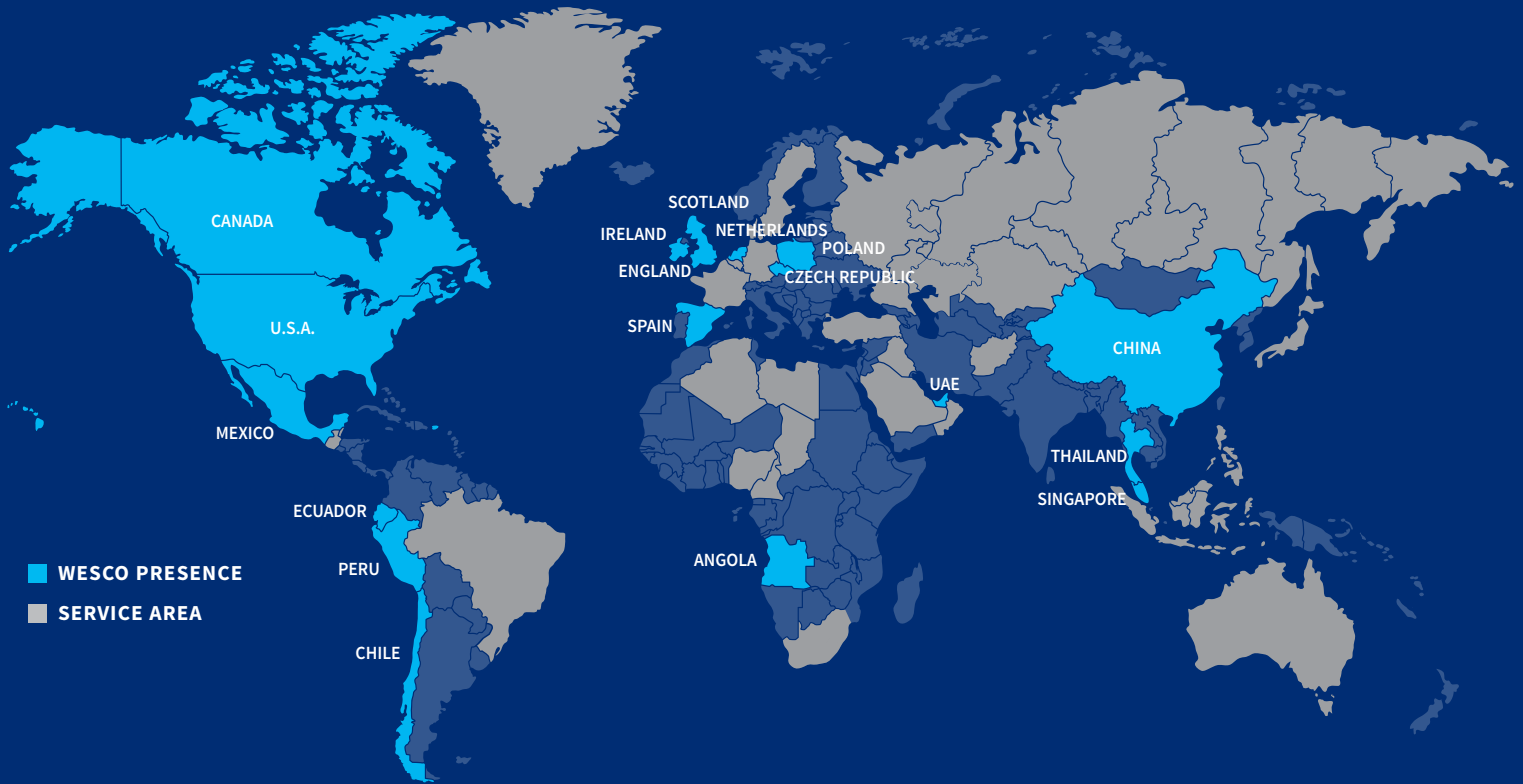 SCOTLAND
CANADA
IRELAND
NETHERLANDS
POLAND
ENGLAND
CZECH REPUBLIC
U.S.A.
SPAIN
CHINA
UAE
MEXICO
THAILAND
SINGAPORE
ECUADOR
ANGOLA
PERU
WESCO PRESENCE
SERVICE AREA
CHILE